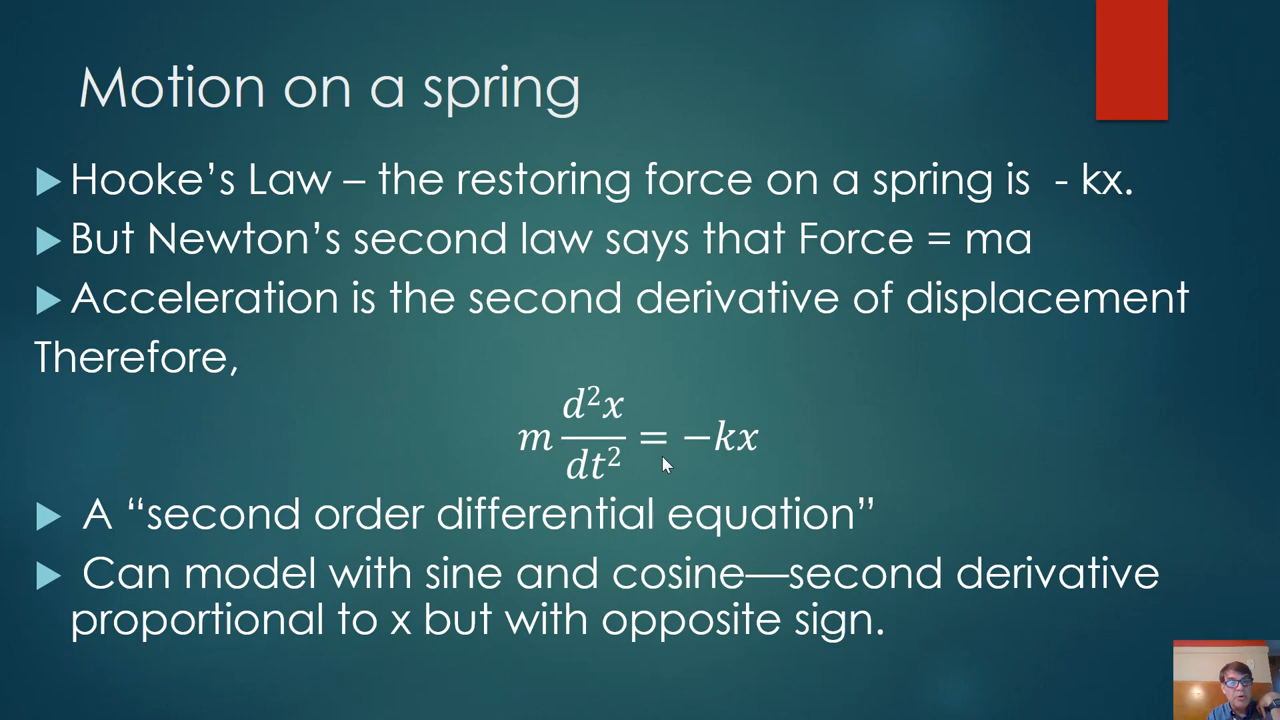 Motion on a spring
Hooke’s Law – the restoring force on a spring is - kx.
But Newton’s second law says that Force = ma
Acceleration is the second derivative of displacement
Therefore,
m d²x/dt² = −kx
A “second order differential equation”
Can model with sine and cosine—second derivative
proportional to x but with opposite sign.